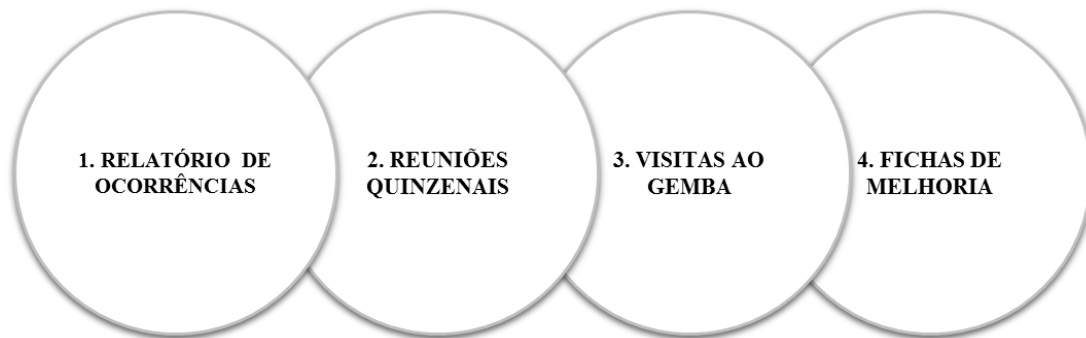 1. RELATÓRIO DE
OCORRÊNCIAS
2. REUNIÕES
QUINZENAIS
3. VISITAS AO
GEMBA
4. FICHAS DE
MELHORIA